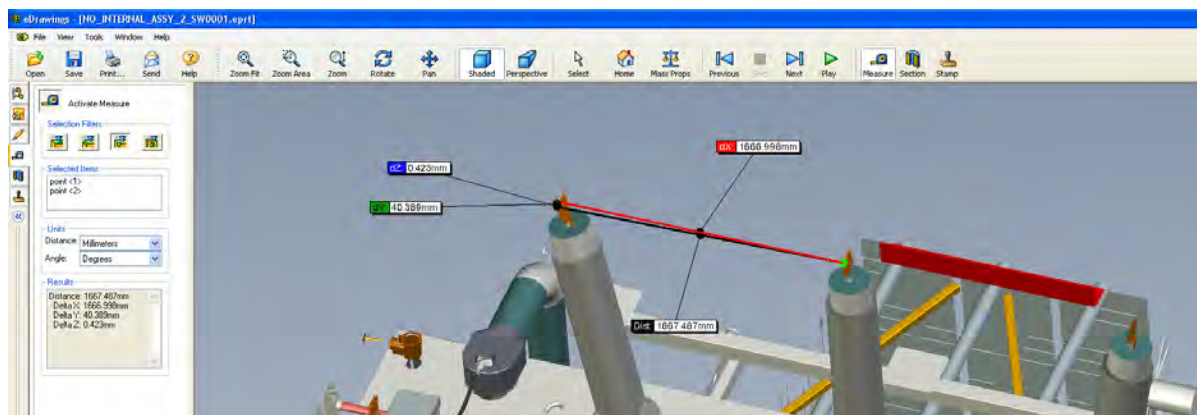 eDrawings - [NO_INTERNAL_ASSY_2_SW0001.eprt]
File View Tools Window Help
Open Save Print... Send Help Zoom Fit Zoom Area Zoom Rotate Pan Shaded Perspective Select Home Mass Props Previous Next Play Measure Section Stamp
Activate Measure
Selection Filters
Selected Items
point <1>
point <2>
Units
Distance: Millimeters
Angle: Degrees
Results
Distance: 1667.487mm
Delta X: 1666.998mm
Delta Y: 40.389mm
Delta Z: 0.423mm
dX: 1666.998mm
dZ: 0.423mm
40.389mm
Dist: 1667.487mm